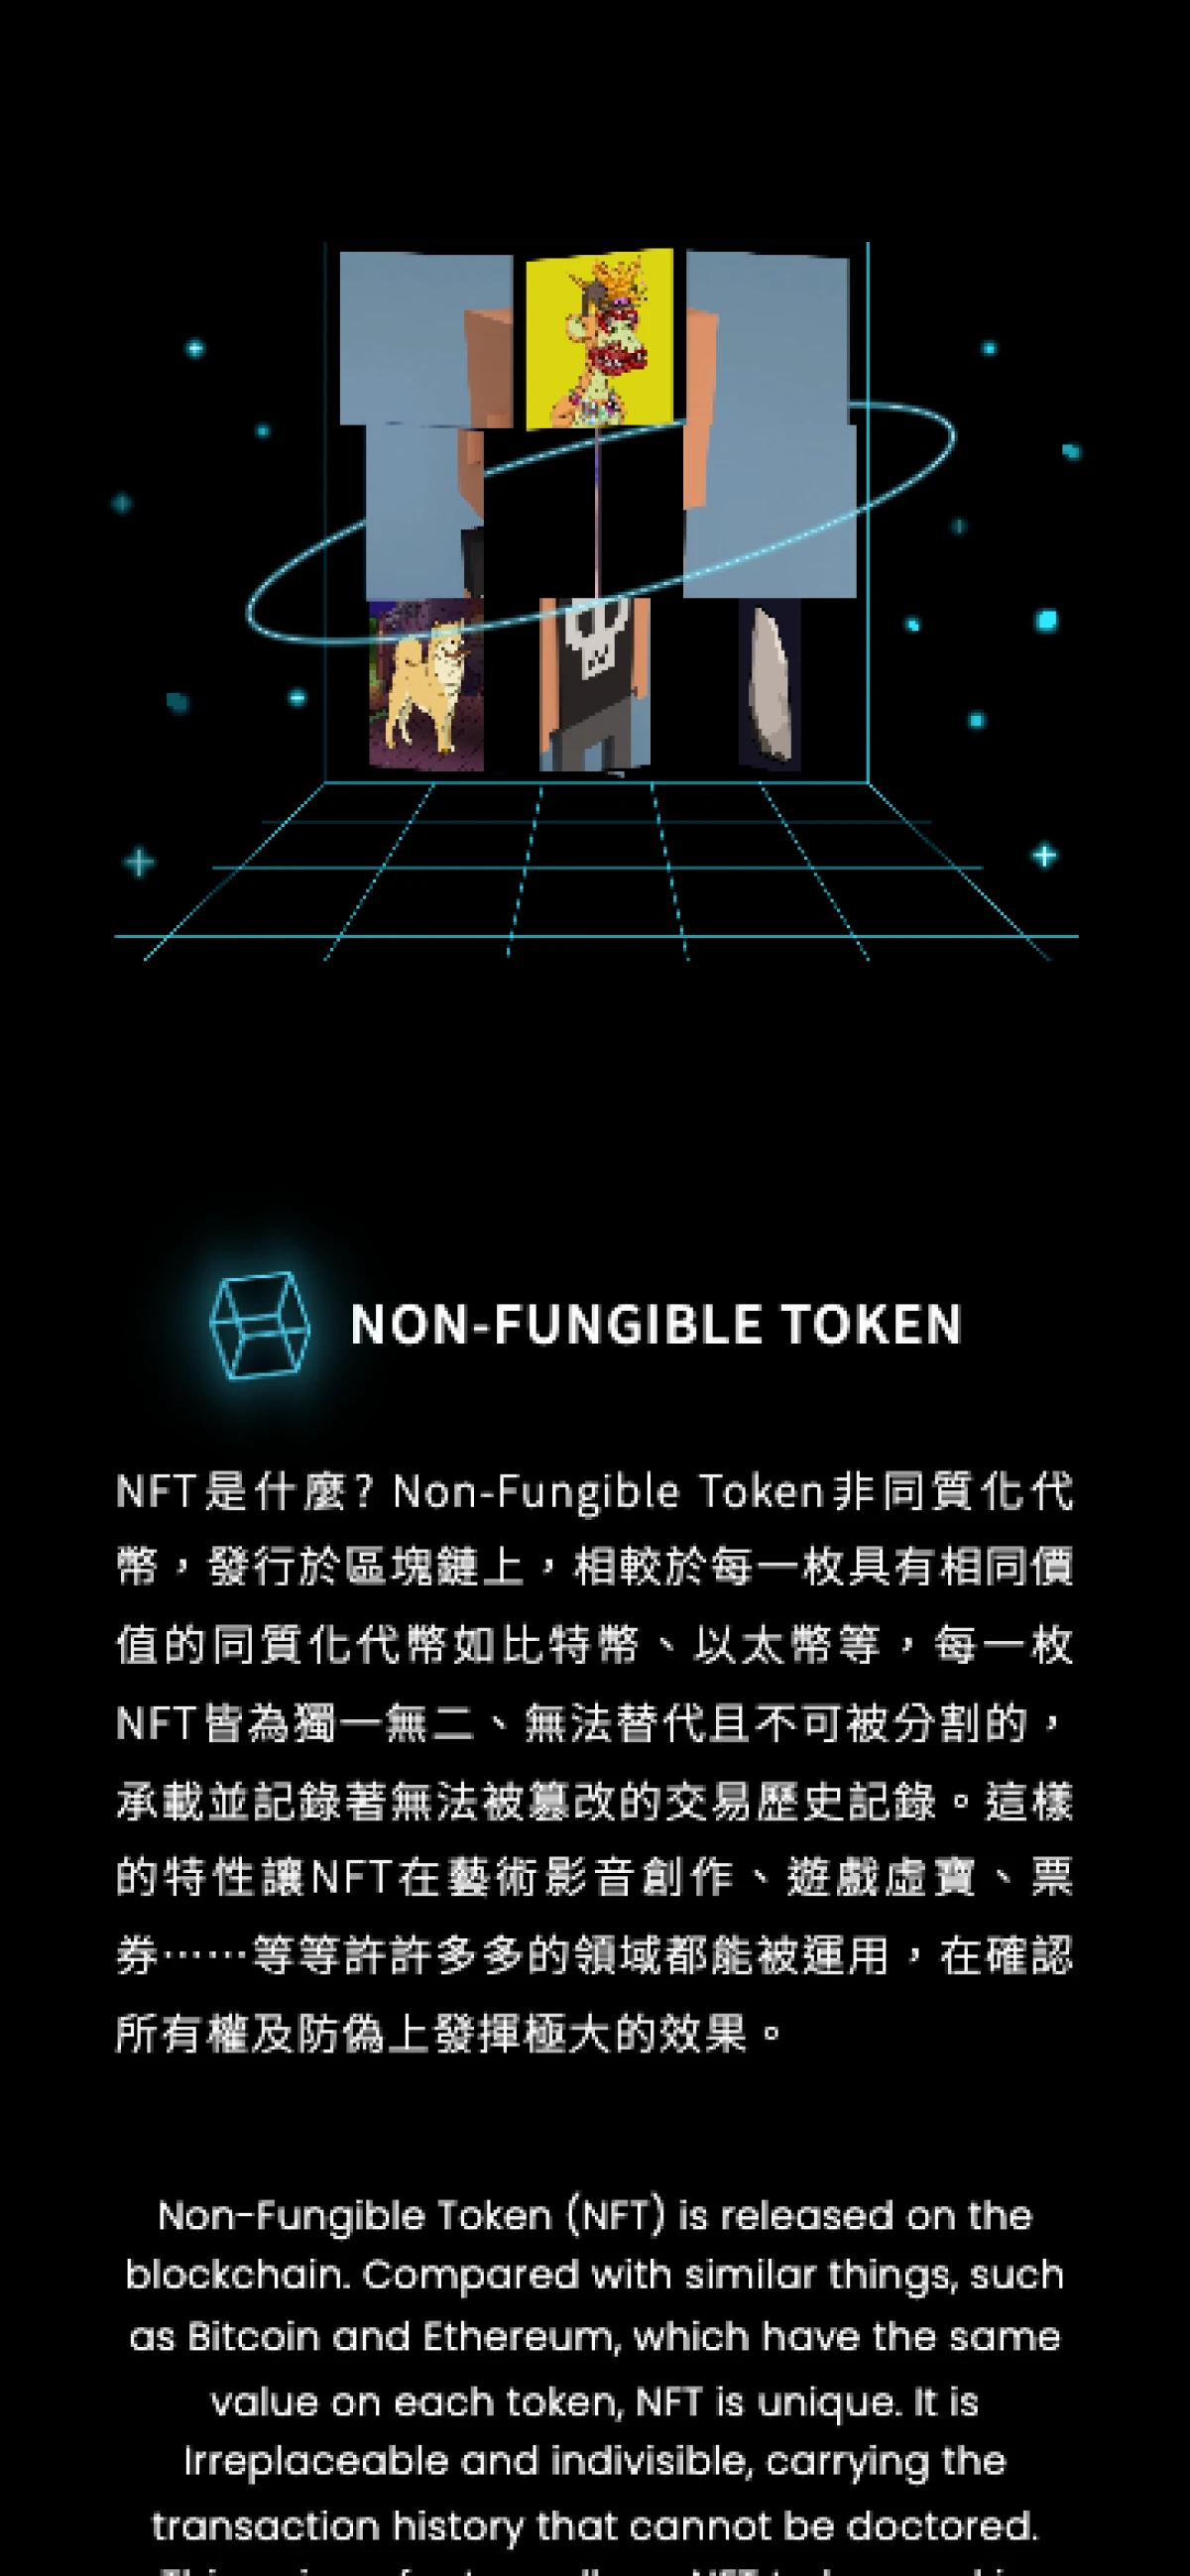 NON-FUNGIBLE TOKEN
NFT是什麼? Non-Fungible Token非同質化代
幣，發行於區塊鏈上，相較於每一枚具有相同價
值的同質化代幣如比特幣、以太幣等，每一枚
NFT皆為獨一無二、無法替代且不可被分割的，
承載並記錄著無法被篡改的交易歷史記錄。這樣
的特性讓NFT在藝術影音創作、遊戲虛寶、票
券⋯⋯等等許許多多的領域都能被運用，在確認
所有權及防偽上發揮極大的效果。
Non-Fungible Token (NFT) is released on the
blockchain. Compared with similar things, such
as Bitcoin and Ethereum, which have the same
value on each token, NFT is unique. It is
Irreplaceable and indivisible, carrying the
transaction history that cannot be doctored.